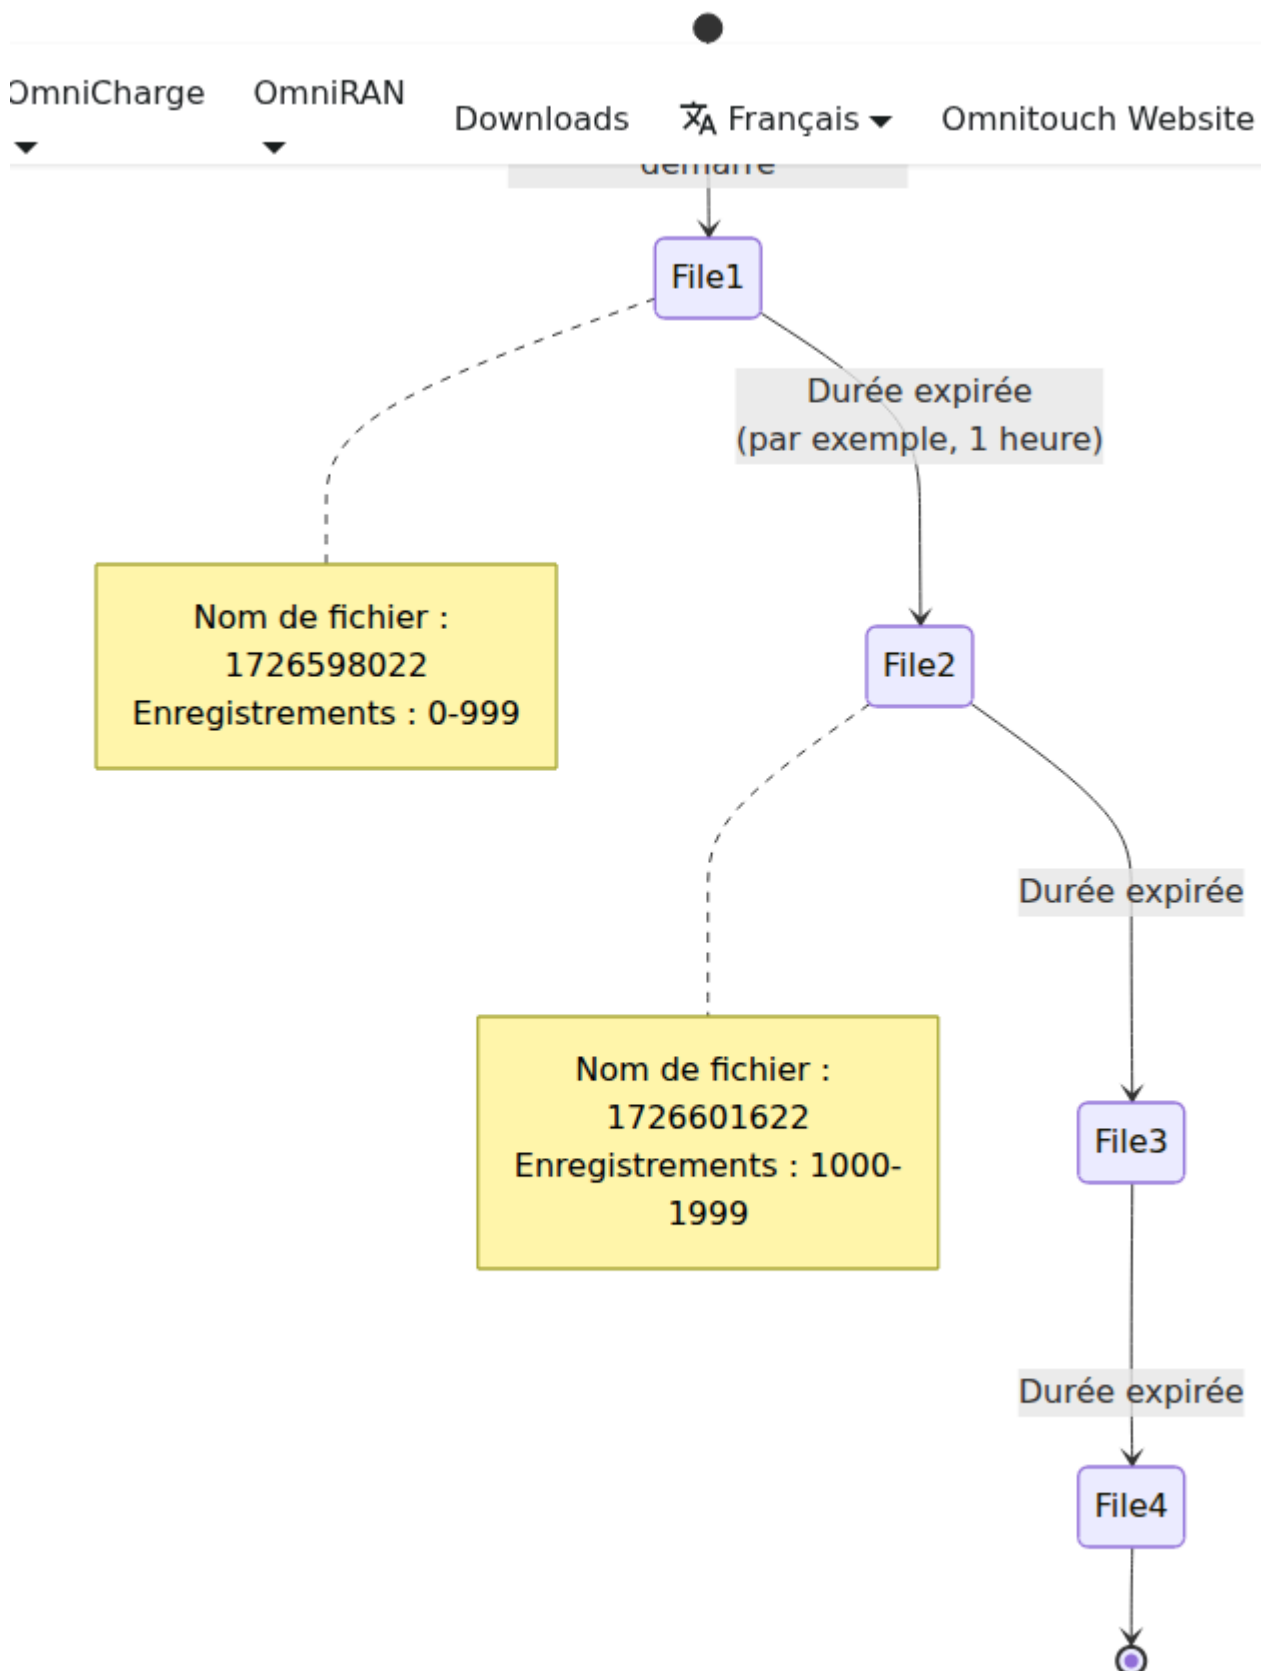 OmniCharge
OmniRAN
Downloads
Français
Omnitouch Website
démarre
File1
Durée expirée
(par exemple, 1 heure)
Nom de fichier :
1726598022
Enregistrements : 0-999
File2
Durée expirée
Nom de fichier :
1726601622
Enregistrements : 1000-
1999
File3
Durée expirée
File4